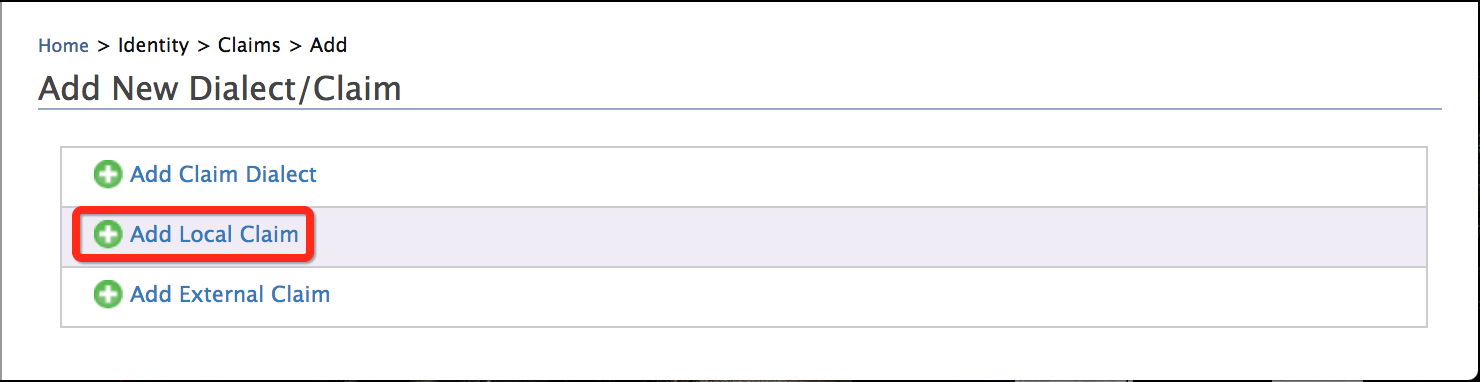 Home > Identity > Claims > Add
Add New Dialect/Claim
Add Claim Dialect
Add Local Claim
Add External Claim